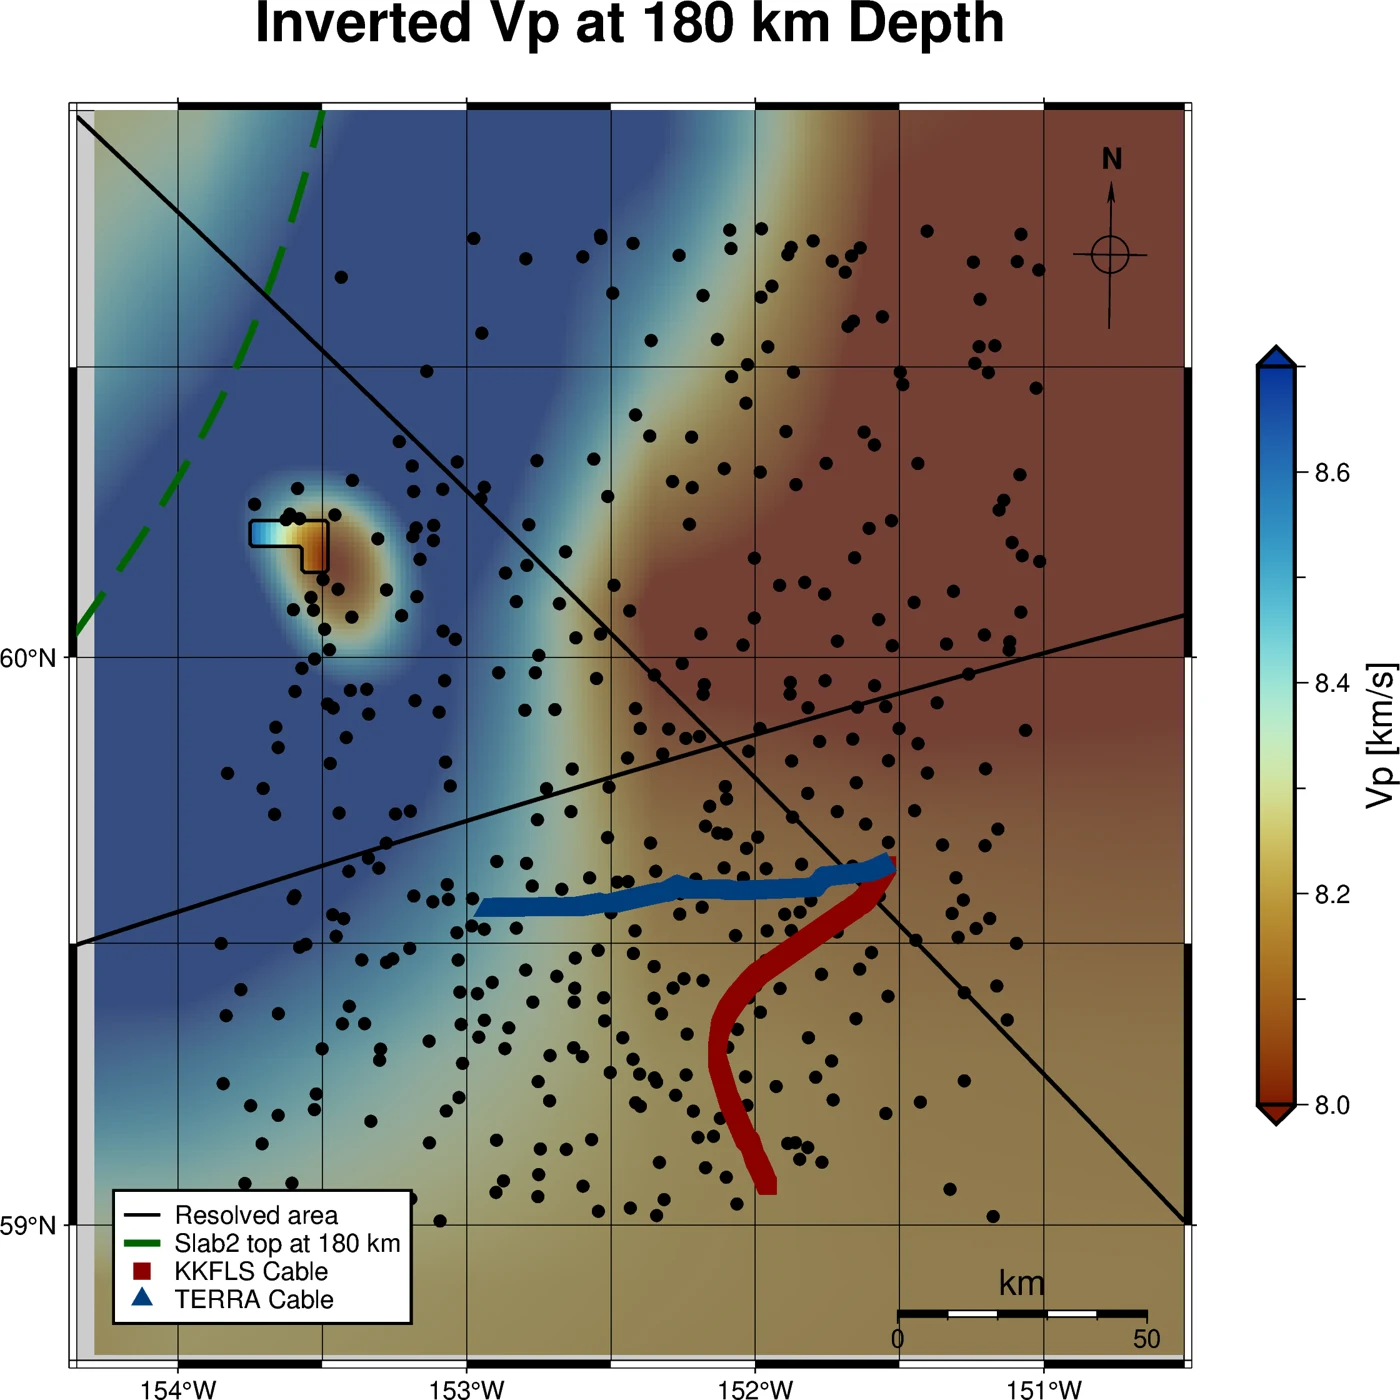 Inverted Vp at 180 km Depth
N
8.6
8.4
8.2
8.0
Vp [km/s]
60°N
59°N
Resolved area
Slab2 top at 180 km
KKFLS Cable
TERRA Cable
km
0 50
154°W 153°W 152°W 151°W